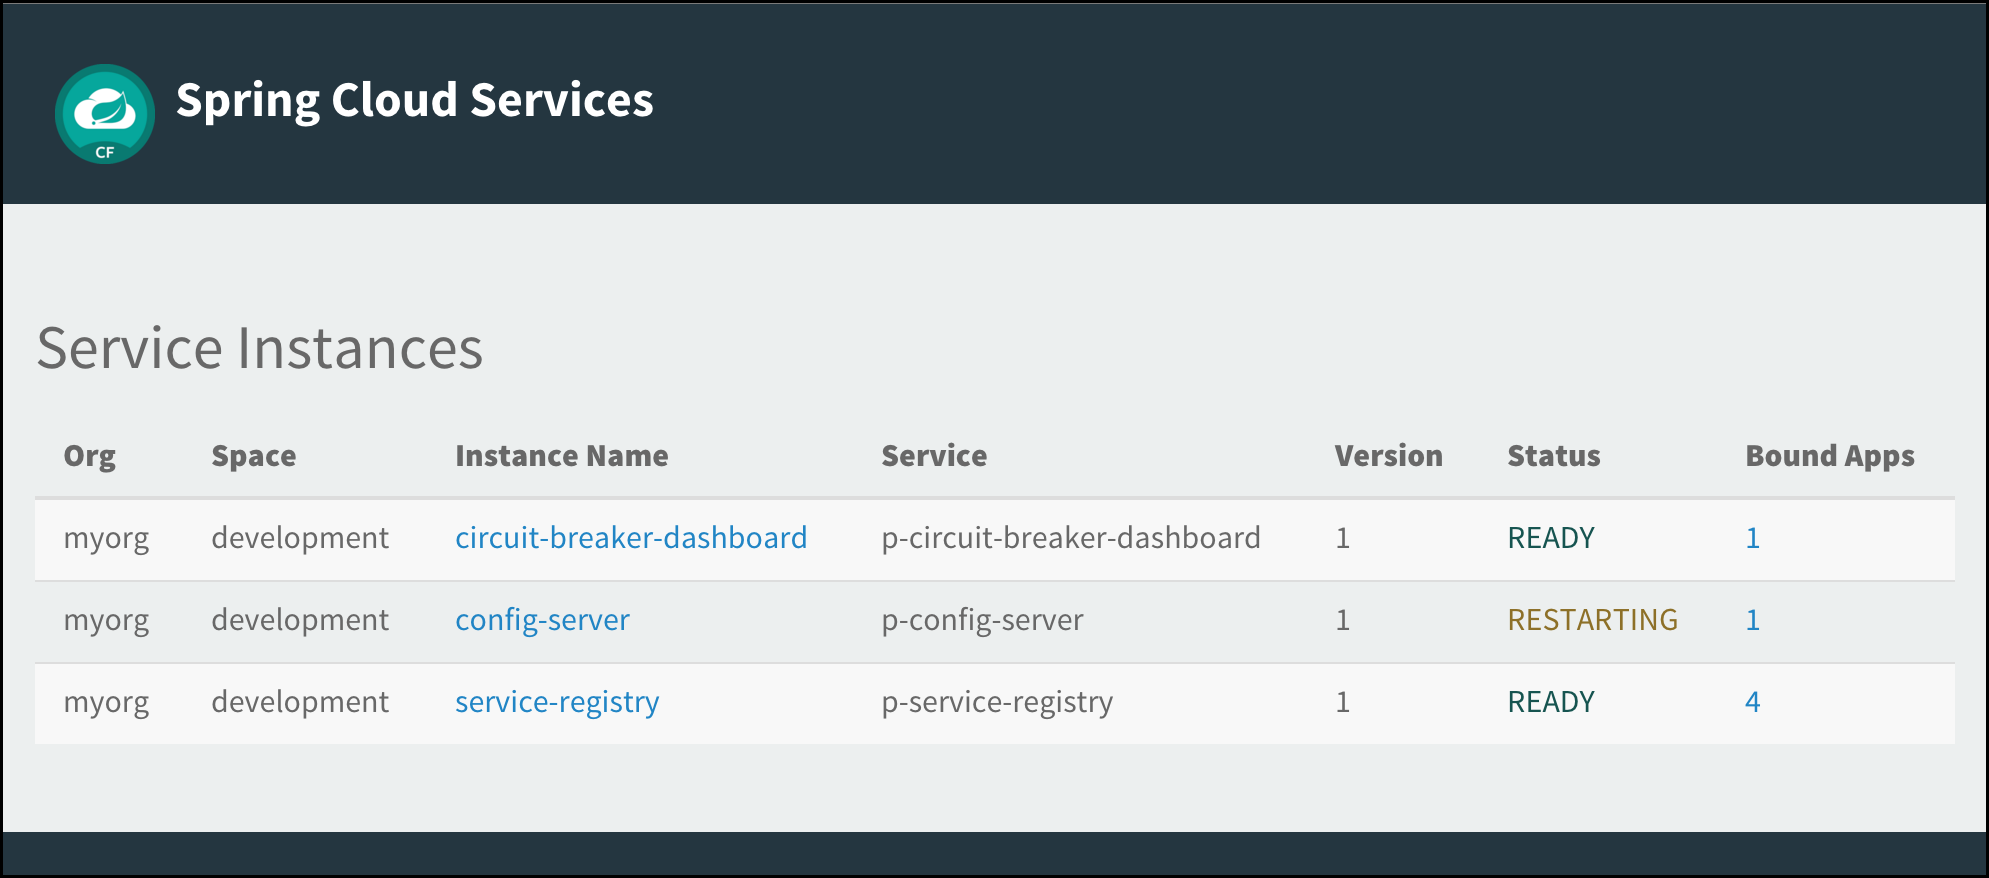 Spring Cloud Services
CF
Service Instances
Org Space Instance Name Service Version Status Bound Apps
myorg development circuit-breaker-dashboard p-circuit-breaker-dashboard 1 READY 1
myorg development config-server p-config-server 1 RESTARTING 1
myorg development service-registry p-service-registry 1 READY 4